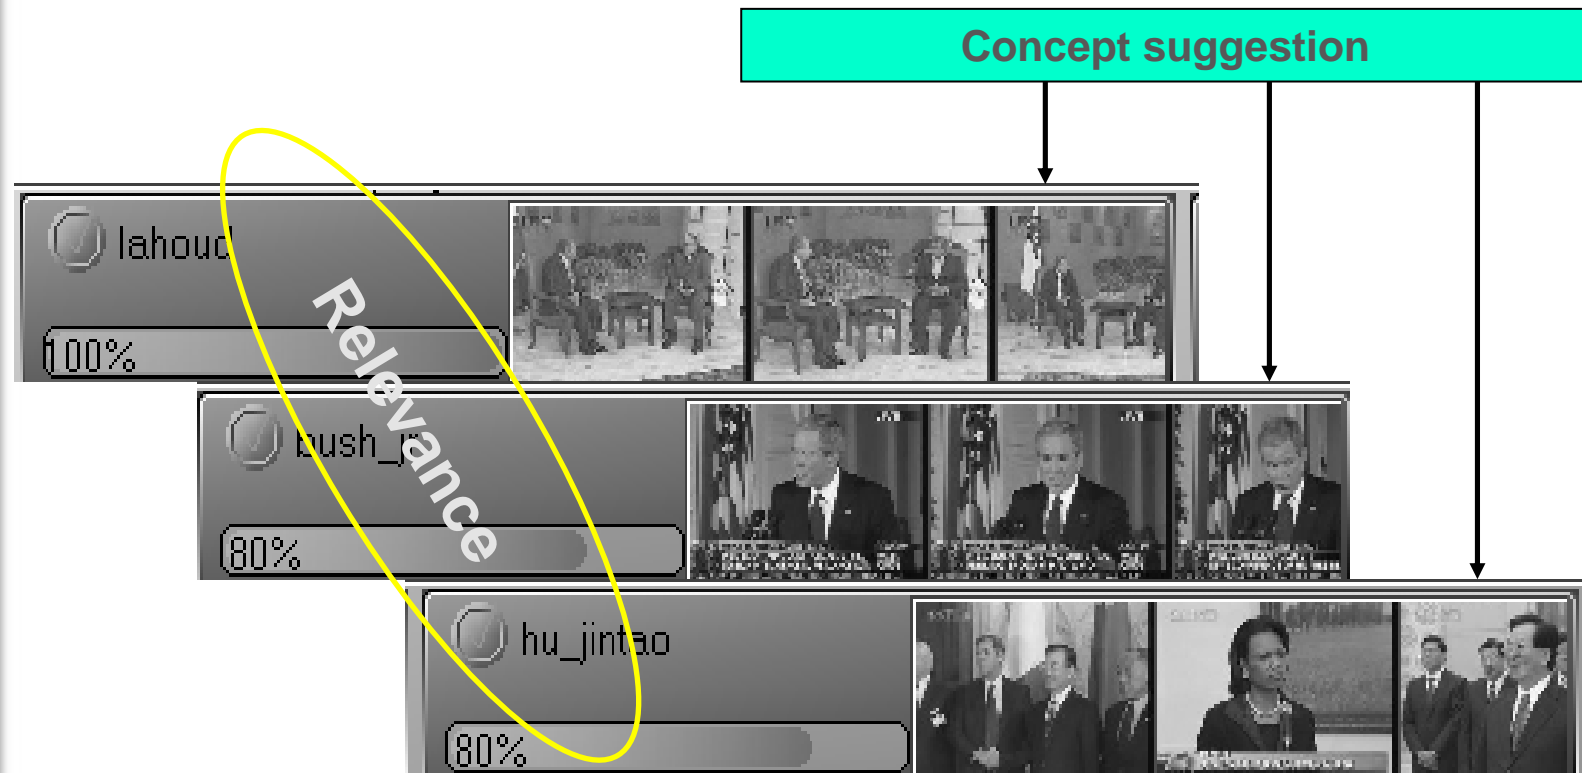 Concept suggestion
lahoud
100%
Relevance
bush_jr
80%
hu_jintao
80%